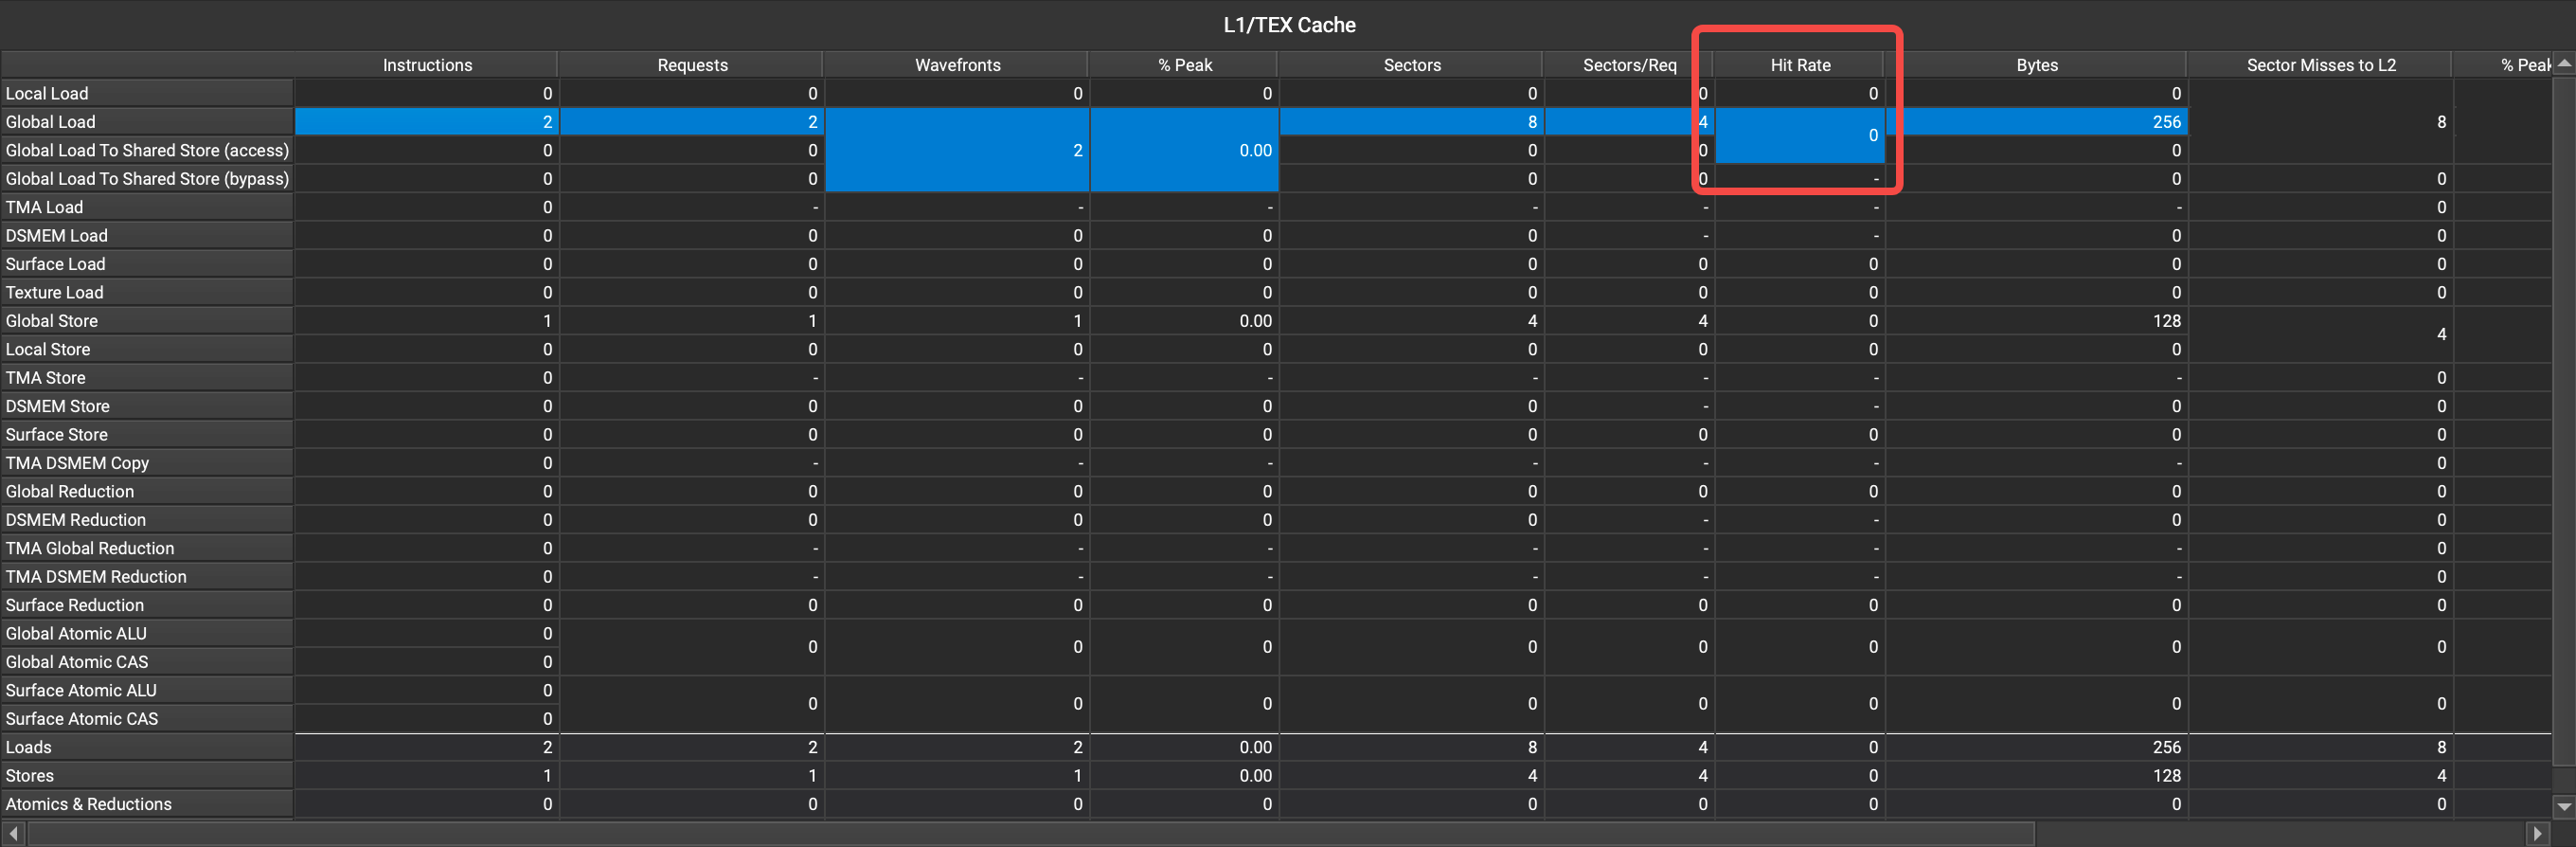 L1/TEX Cache
Instructions Requests Wavefronts % Peak Sectors Sectors/Req Hit Rate Bytes Sector Misses to L2 % Peak
Local Load 0 0 0 0 0 0 0 0
Global Load 2 2 2 0.00 8 4 0 256 8
Global Load To Shared Store (access) 0 0 0 0 0
Global Load To Shared Store (bypass) 0 0 0 0 - 0 0
TMA Load 0 - - - - - - - 0
DSMEM Load 0 0 0 0 0 - - 0 0
Surface Load 0 0 0 0 0 0 0 0 0
Texture Load 0 0 0 0 0 0 0 0 0
Global Store 1 1 1 0.00 4 4 0 128 4
Local Store 0 0 0 0 0 0 0 0
TMA Store 0 - - - - - - - 0
DSMEM Store 0 0 0 0 0 - - 0 0
Surface Store 0 0 0 0 0 0 0 0 0
TMA DSMEM Copy 0 - - - - - - - 0
Global Reduction 0 0 0 0 0 0 0 0 0
DSMEM Reduction 0 0 0 0 0 - - 0 0
TMA Global Reduction 0 - - - - - - - 0
TMA DSMEM Reduction 0 - - - - - - - 0
Surface Reduction 0 0 0 0 0 0 0 0 0
Global Atomic ALU 0 0 0 0 0 0 0 0 0
Global Atomic CAS 0
Surface Atomic ALU 0 0 0 0 0 0 0 0 0
Surface Atomic CAS 0
Loads 2 2 2 0.00 8 4 0 256 8
Stores 1 1 1 0.00 4 4 0 128 4
Atomics & Reductions 0 0 0 0 0 0 0 0 0